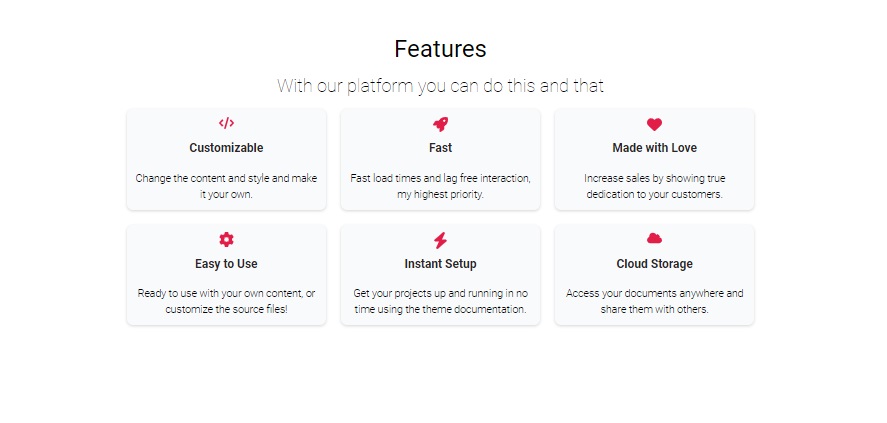 Features
With our platform you can do this and that
Customizable
Change the content and style and make
it your own.
Fast
Fast load times and lag free interaction,
my highest priority.
Made with Love
Increase sales by showing true
dedication to your customers.
Easy to Use
Ready to use with your own content, or
customize the source files!
Instant Setup
Get your projects up and running in no
time using the theme documentation.
Cloud Storage
Access your documents anywhere and
share them with others.